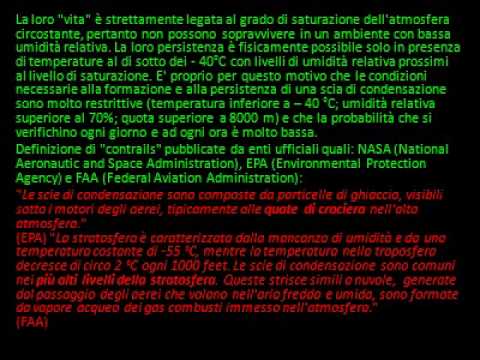 La loro "vita" è strettamente legata al grado di saturazione dell'atmosfera
circostante, pertanto non possono sopravvivere in un ambiente con bassa
umidità relativa. La loro persistenza è fisicamente possibile solo in presenza
di temperature al di sotto dei - 40°C con livelli di umidità relativa prossimi
al livello di saturazione. E' proprio per questo motivo che le condizioni
necessarie alla formazione e alla persistenza di una scia di condensazione
sono molto restrittive (temperatura inferiore a – 40 °C; umidità relativa
superiore al 70%; quota superiore a 8000 m) e che la probabilità che si
verifichino ogni giorno e ad ogni ora è molto bassa.
Definizione di "contrails" pubblicate da enti ufficiali quali: NASA (National
Aeronautic and Space Administration), EPA (Environmental Protection
Agency) e FAA (Federal Aviation Administration):
"Le scie di condensazione sono composte da particelle di ghiaccio, visibili
sotto i motori degli aerei, tipicamente alle quote di crociera nell'alta
atmosfera."
(EPA) "La stratosfera è caratterizzata dalla mancanza di umidità e da una
temperatura costante di -55 °C, mentre la temperatura nella troposfera
decresce di circa 2 °C ogni 1000 feet. Le scie di condensazione sono comuni
nei più alti livelli della stratosfera. Queste strisce simili a nuvole, generate
dal passaggio degli aerei che volano nell'aria fredda e umida, sono formate
da vapore acqueo dei gas combusti immesso nell'atmosfera."
(FAA)